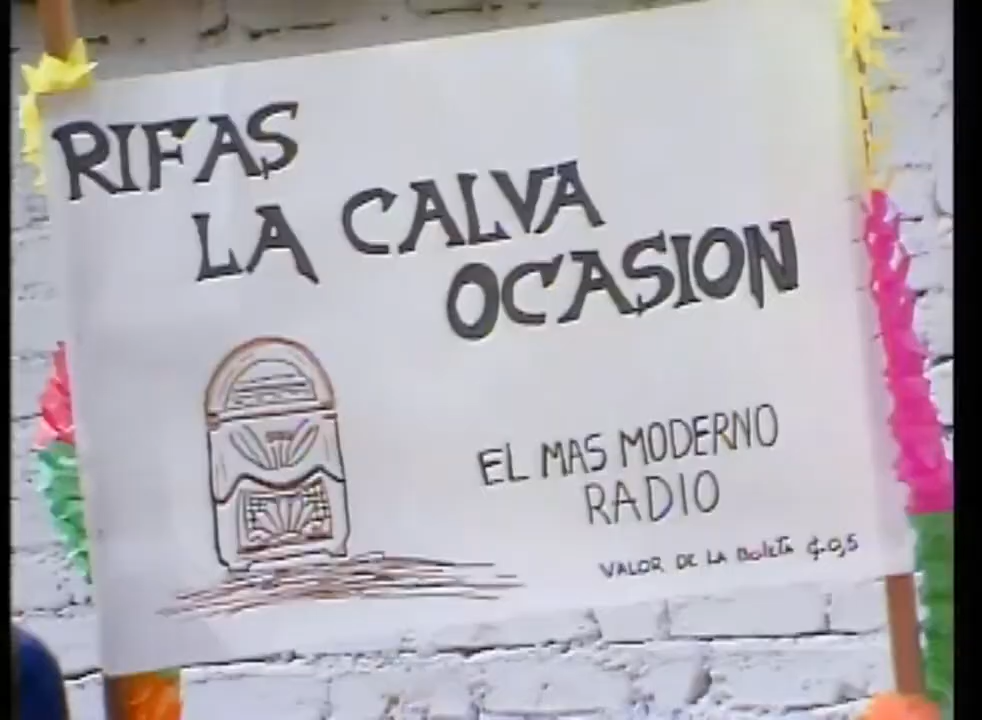 RIFAS
LA CALVA
OCASION
EL MAS MODERNO
RADIO
VALOR DE LA BOLETA ¢ 0,5